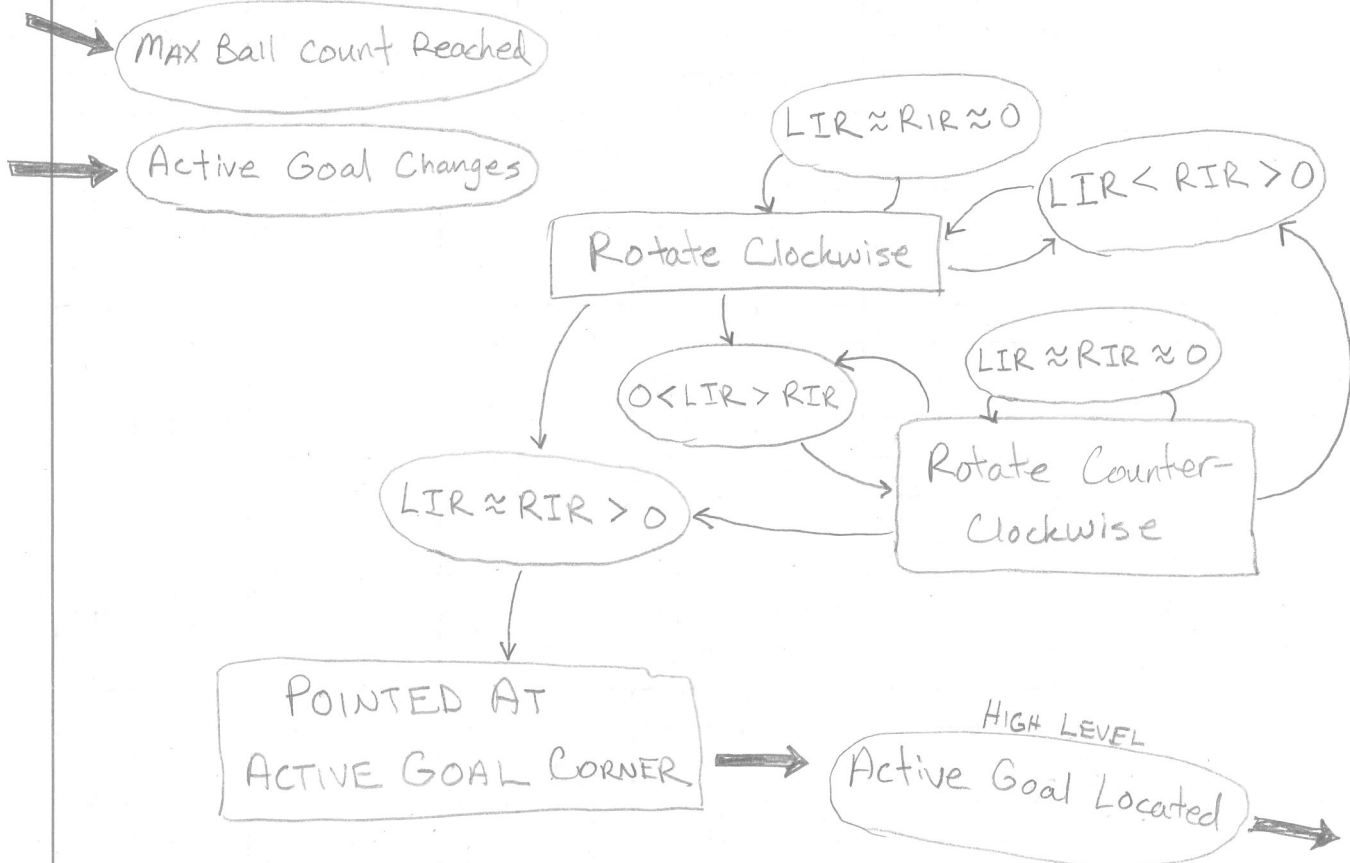 MAX Ball Count Reached
Active Goal Changes
LIR ≈ RIR ≈ 0
LIR < RIR > 0
Rotate Clockwise
0 < LIR > RIR
LIR ≈ RIR ≈ 0
Rotate Counter-
Clockwise
LIR ≈ RIR > 0
POINTED AT
ACTIVE GOAL CORNER
HIGH LEVEL
Active Goal Located